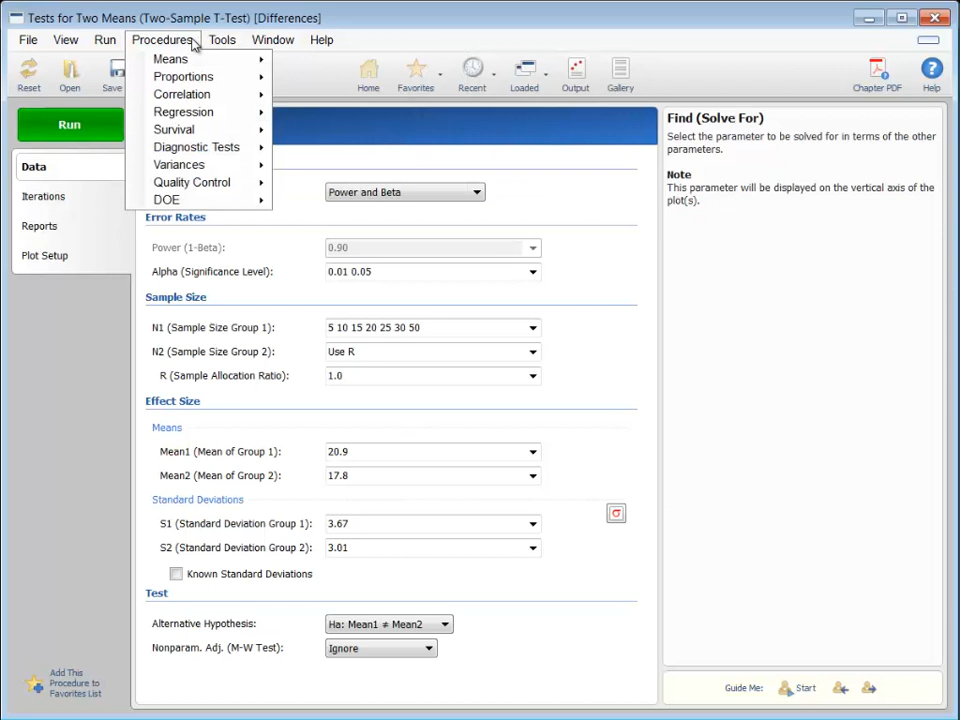 Tests for Two Means (Two-Sample T-Test) [Differences]
File View Run Procedures Tools Window Help
Reset Open Save Home Favorites Recent Loaded Output Gallery Chapter PDF Help
Means
Proportions
Correlation
Regression
Survival
Diagnostic Tests
Variances
Quality Control
DOE
Run
Data
Iterations
Reports
Plot Setup
Power and Beta
Error Rates
Power (1-Beta): 0.90
Alpha (Significance Level): 0.01 0.05
Sample Size
N1 (Sample Size Group 1): 5 10 15 20 25 30 50
N2 (Sample Size Group 2): Use R
R (Sample Allocation Ratio): 1.0
Effect Size
Means
Mean1 (Mean of Group 1): 20.9
Mean2 (Mean of Group 2): 17.8
Standard Deviations
σ
S1 (Standard Deviation Group 1): 3.67
S2 (Standard Deviation Group 2): 3.01
Known Standard Deviations
Test
Alternative Hypothesis: Ha: Mean1 ≠ Mean2
Nonparam. Adj. (M-W Test): Ignore
Add This
Procedure to
Favorites List
Find (Solve For)
Select the parameter to be solved for in terms of the other
parameters.
Note
This parameter will be displayed on the vertical axis of the
plot(s).
Guide Me: Start